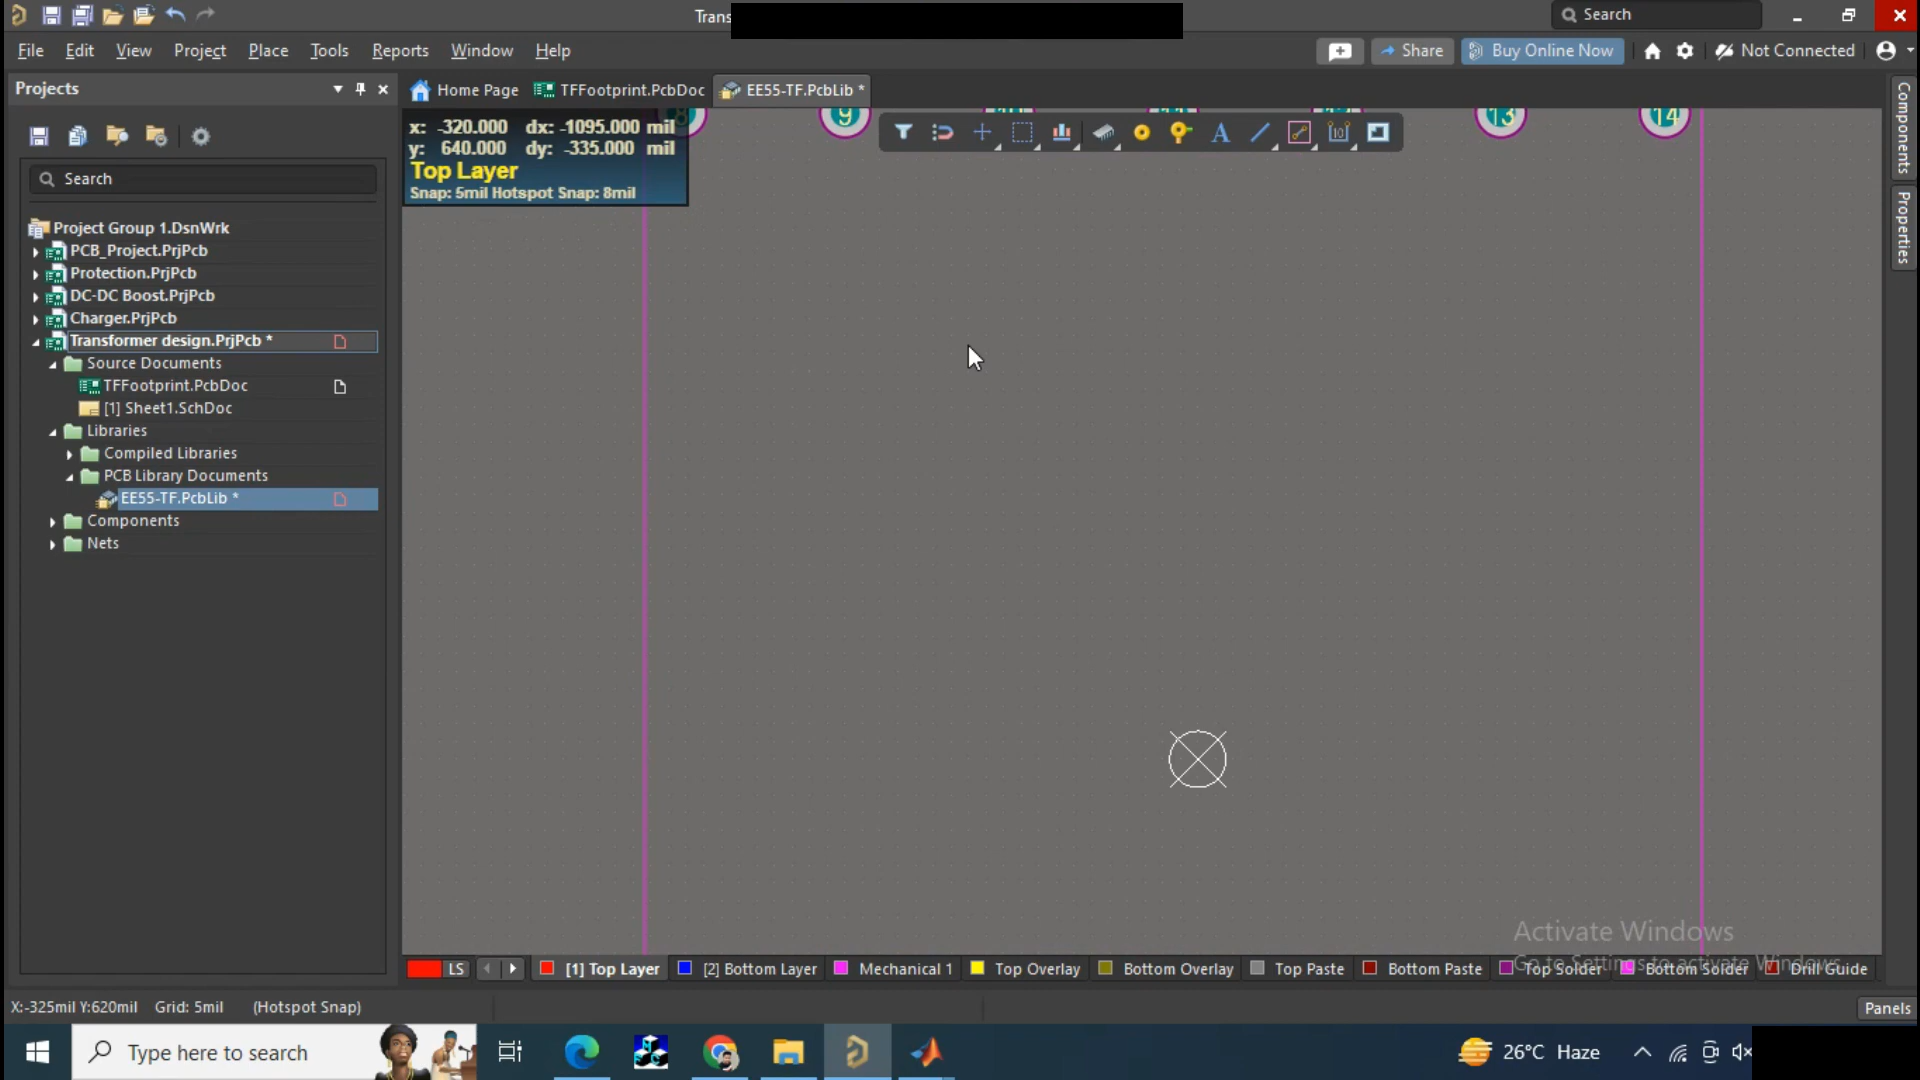 Trans
Search
File Edit View Project Place Tools Reports Window Help
Share Buy Online Now Not Connected
Projects
Home Page TFFootprint.PcbDoc EE55-TF.PcbLib *
x: -320.000 dx: -1095.000 mil
y: 640.000 dy: -335.000 mil
Top Layer
Snap: 5mil Hotspot Snap: 8mil
8 9 13 14
Components
Properties
Search
Project Group 1.DsnWrk
PCB_Project.PrjPcb
Protection.PrjPcb
DC-DC Boost.PrjPcb
Charger.PrjPcb
Transformer design.PrjPcb *
Source Documents
TFFootprint.PcbDoc
[1] Sheet1.SchDoc
Libraries
Compiled Libraries
PCB Library Documents
EE55-TF.PcbLib *
Components
Nets
Activate Windows
Go to Settings to activate Windows.
LS [1] Top Layer [2] Bottom Layer Mechanical 1 Top Overlay Bottom Overlay Top Paste Bottom Paste Top Solder Bottom Solder Drill Guide
X:-325mil Y:620mil Grid: 5mil (Hotspot Snap)
Panels
Type here to search
26°C Haze